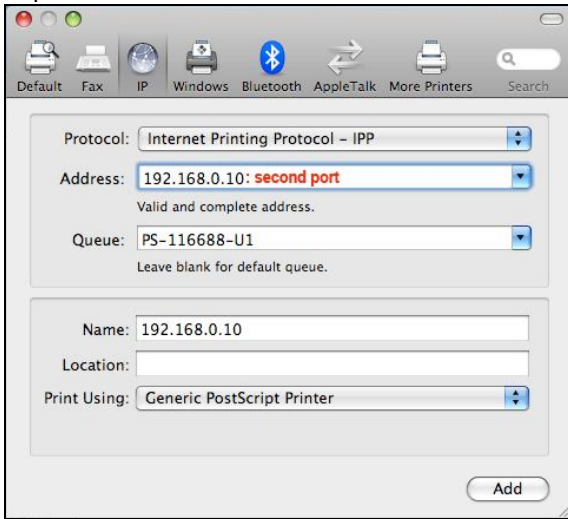 Default Fax IP Windows Bluetooth AppleTalk More Printers Search
Protocol: Internet Printing Protocol – IPP
Address: 192.168.0.10: second port
Valid and complete address.
Queue: PS-116688-U1
Leave blank for default queue.
Name: 192.168.0.10
Location:
Print Using: Generic PostScript Printer
Add